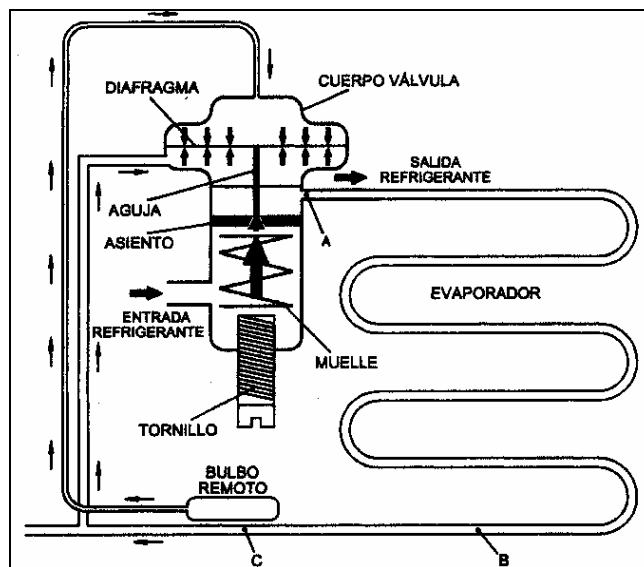 DIAFRAGMA
CUERPO VÁLVULA
SALIDA
REFRIGERANTE
AGUJA
ASIENTO
A
EVAPORADOR
ENTRADA
REFRIGERANTE
MUELLE
TORNILLO
BULBO
REMOTO
C
B